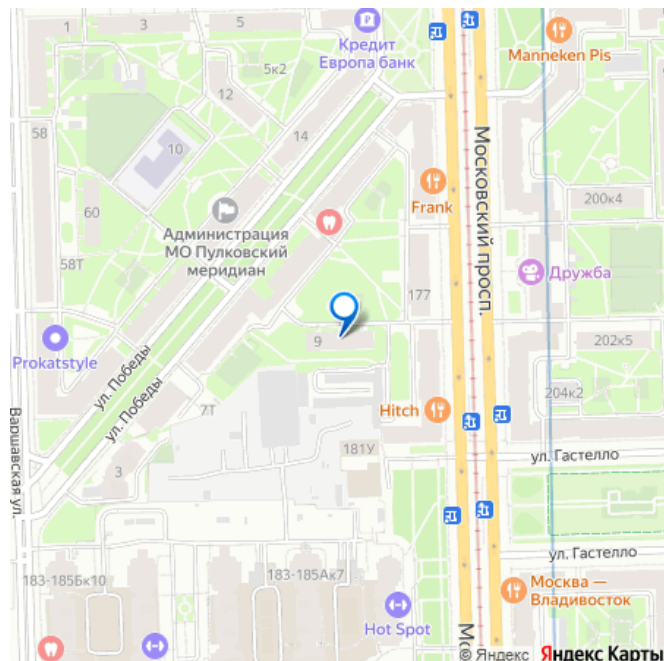 1
3
5
Кредит
Европа банк
Manneken Pis
5к2
12
14
58
10
Московский просп.
200к4
Frank
60
Администрация
МО Пулковский
меридиан
58Т
Дружба
177
9
202к5
Prokatstyle
ул. Победы
ул. Победы
204к2
7Т
Hitch
Варшавская ул.
181У
ул. Гастелло
3
ул. Гастелло
183-185Бк10
183-185Ак7
Москва —
Владивосток
Hot Spot
Мо
© Яндекс Яндекс Карты